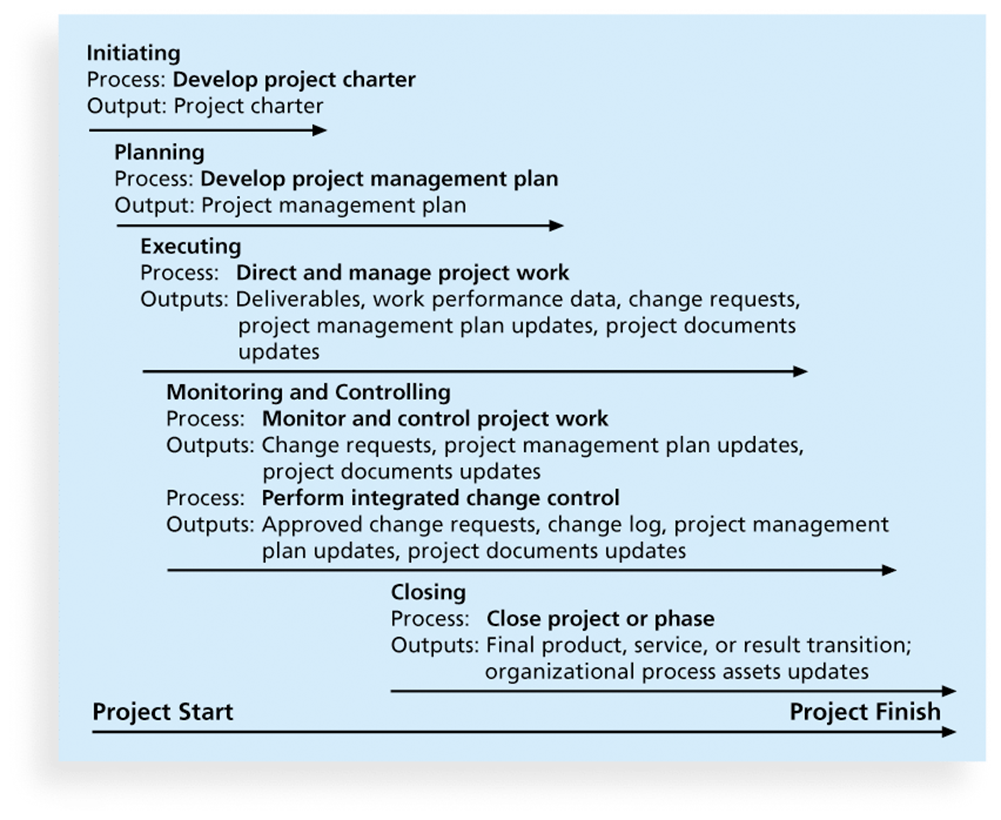 Initiating
Process: Develop project charter
Output: Project charter
Planning
Process: Develop project management plan
Output: Project management plan
Executing
Process: Direct and manage project work
Outputs: Deliverables, work performance data, change requests,
project management plan updates, project documents
updates
Monitoring and Controlling
Process: Monitor and control project work
Outputs: Change requests, project management plan updates,
project documents updates
Process: Perform integrated change control
Outputs: Approved change requests, change log, project management
plan updates, project documents updates
Closing
Process: Close project or phase
Outputs: Final product, service, or result transition;
organizational process assets updates
Project Start Project Finish